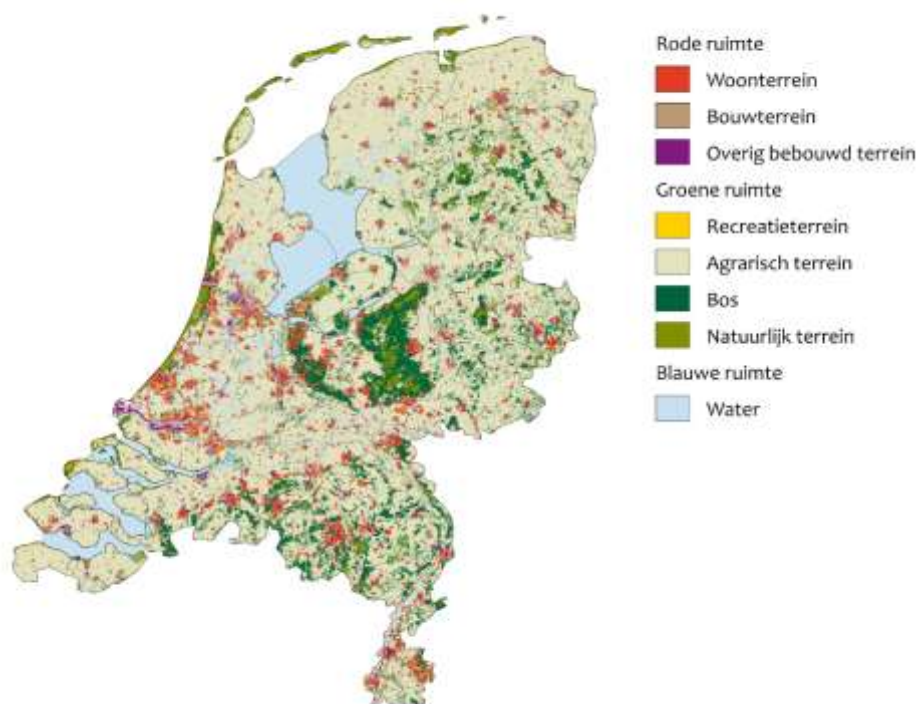 Rode ruimte
Woonterrein
Bouwterrein
Overig bebouwd terrein
Groene ruimte
Recreatieterrein
Agrarisch terrein
Bos
Natuurlijk terrein
Blauwe ruimte
Water